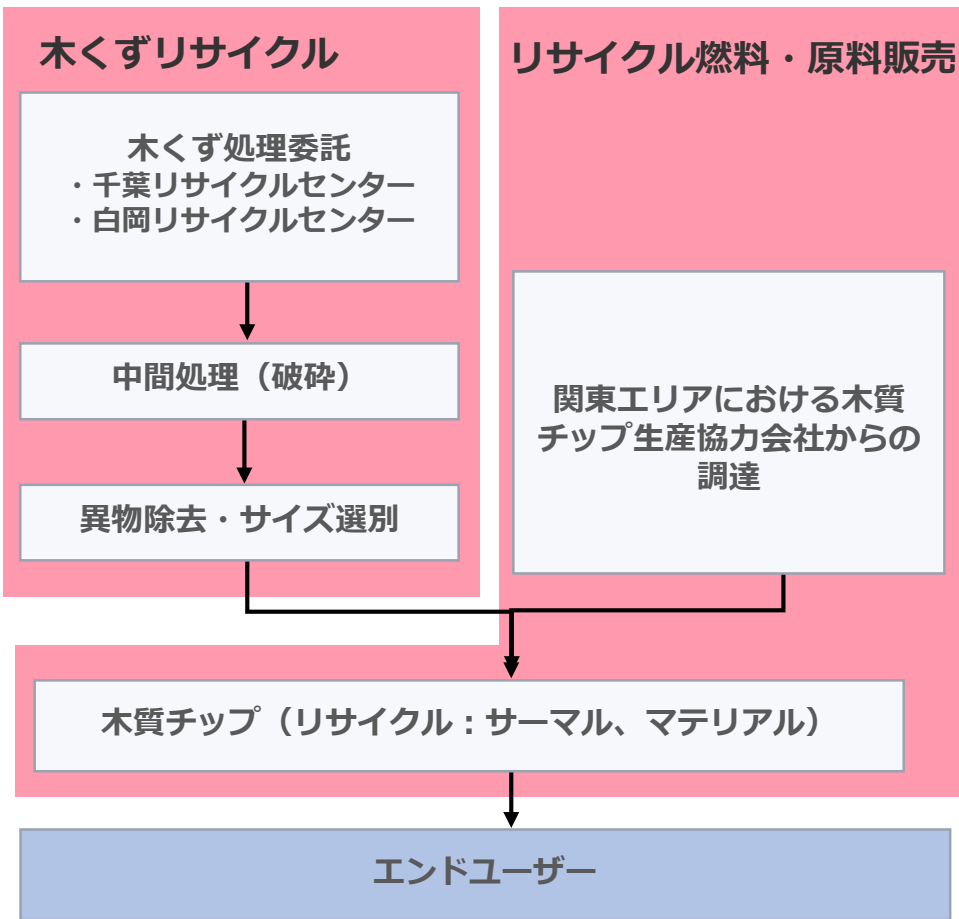 木くずリサイクル
木くず処理委託
・千葉リサイクルセンター
・白岡リサイクルセンター
中間処理（破砕）
異物除去・サイズ選別
リサイクル燃料・原料販売
関東エリアにおける木質
チップ生産協力会社からの
調達
木質チップ（リサイクル：サーマル、マテリアル）
エンドユーザー